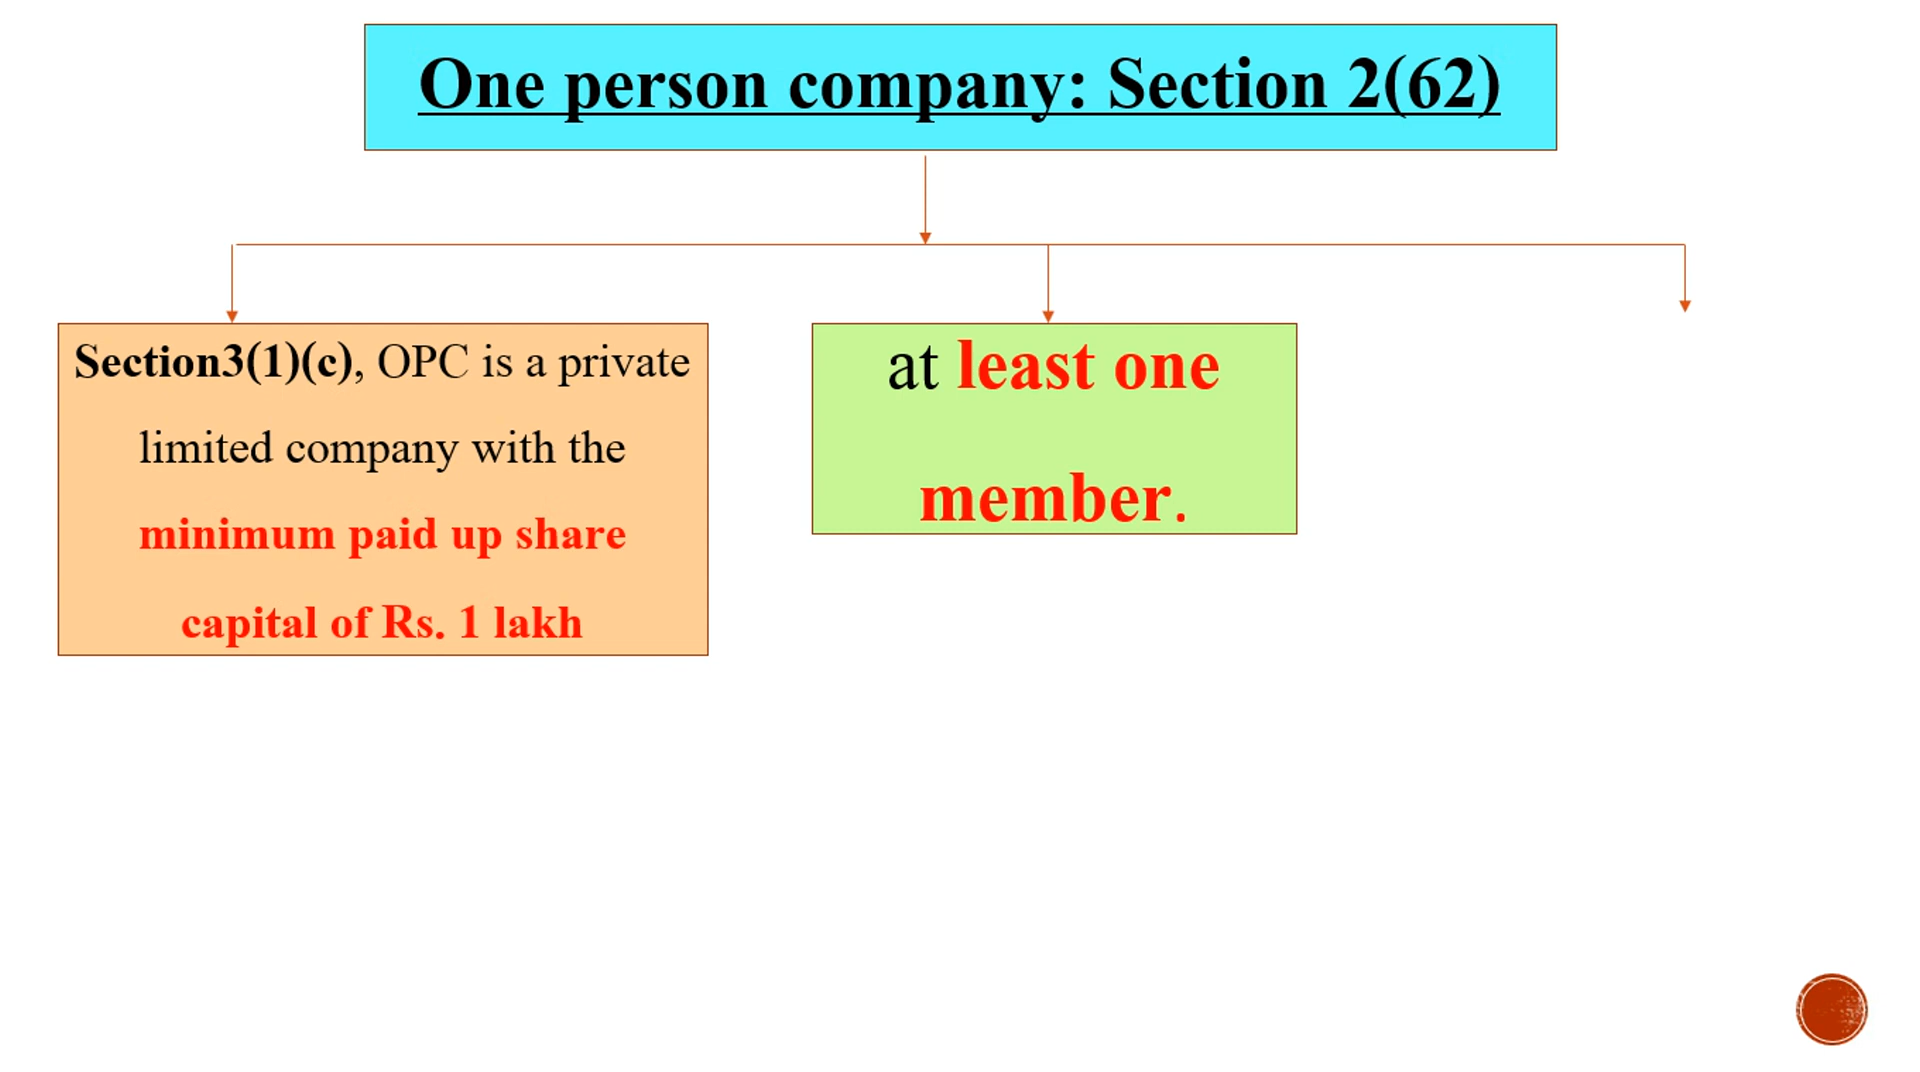 One person company: Section 2(62)
Section3(1)(c), OPC is a private
limited company with the
minimum paid up share
capital of Rs. 1 lakh
at least one
member.